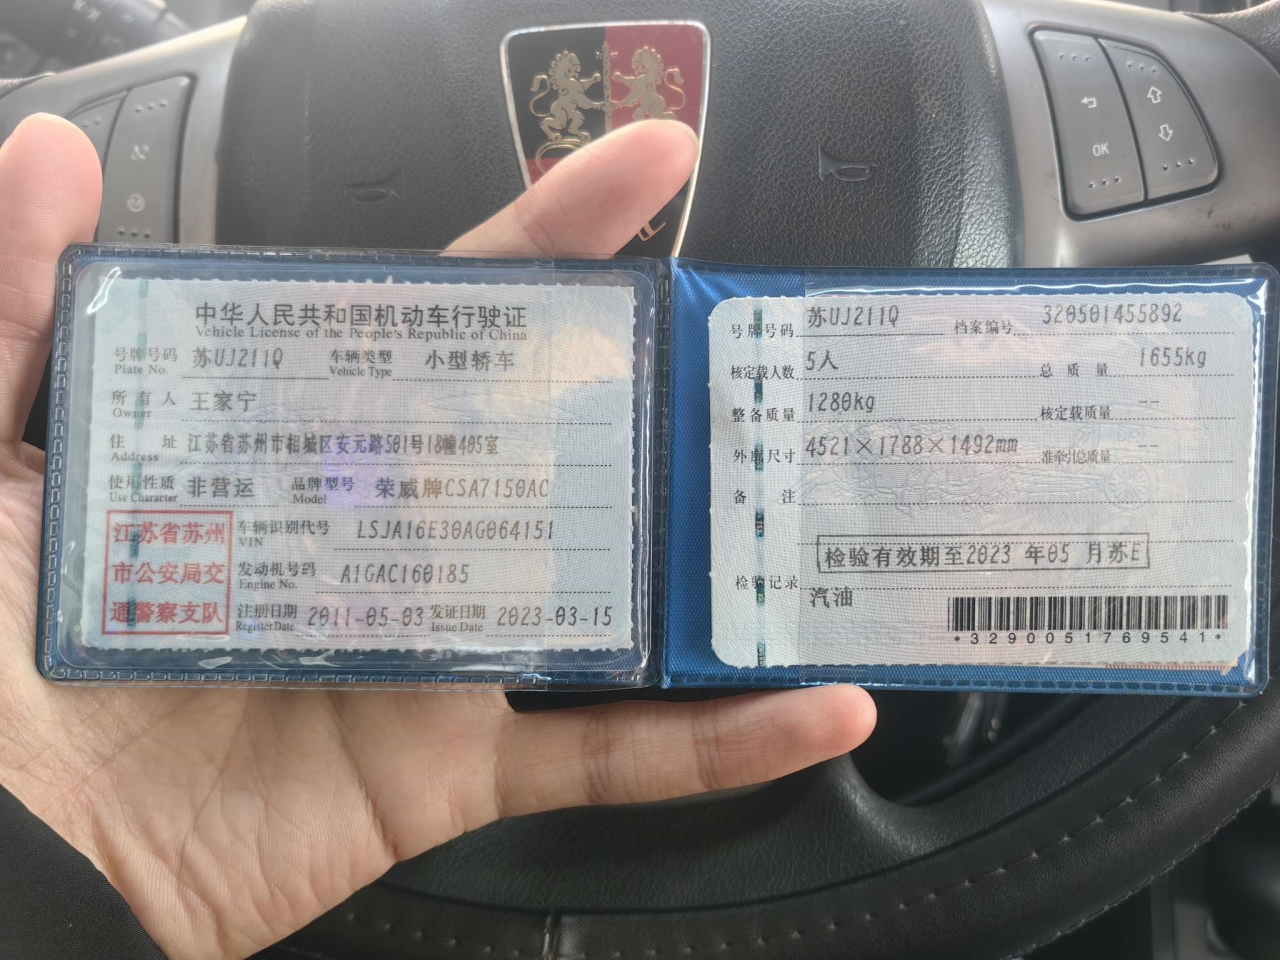 OK
中华人民共和国机动车行驶证
Vehicle License of the People's Republic of China
号牌号码 苏UJ211Q 车辆类型 小型轿车
Plate No. Vehicle Type
所有人 王家宁
Owner
住址 江苏省苏州市相城区安元路501号18幢405室
Address
使用性质 非营运 品牌型号 荣威牌CSA7150AC
Use Character Model
江苏省苏州
市公安局交
通警察支队
车辆识别代号 LSJA16E30AG064151
VIN
发动机号码 A1GAC160185
Engine No.
注册日期 2011-05-03 发证日期 2023-03-15
Register Date Issue Date
号牌号码 苏UJ211Q 档案编号 320501455892
核定载人数 5人 总质量 1655kg
整备质量 1280kg 核定载质量 --
外廓尺寸 4521×1788×1492mm 准牵引总质量 --
备注
检验有效期至2023 年05 月苏E
检验记录
汽油
*3290051769541*